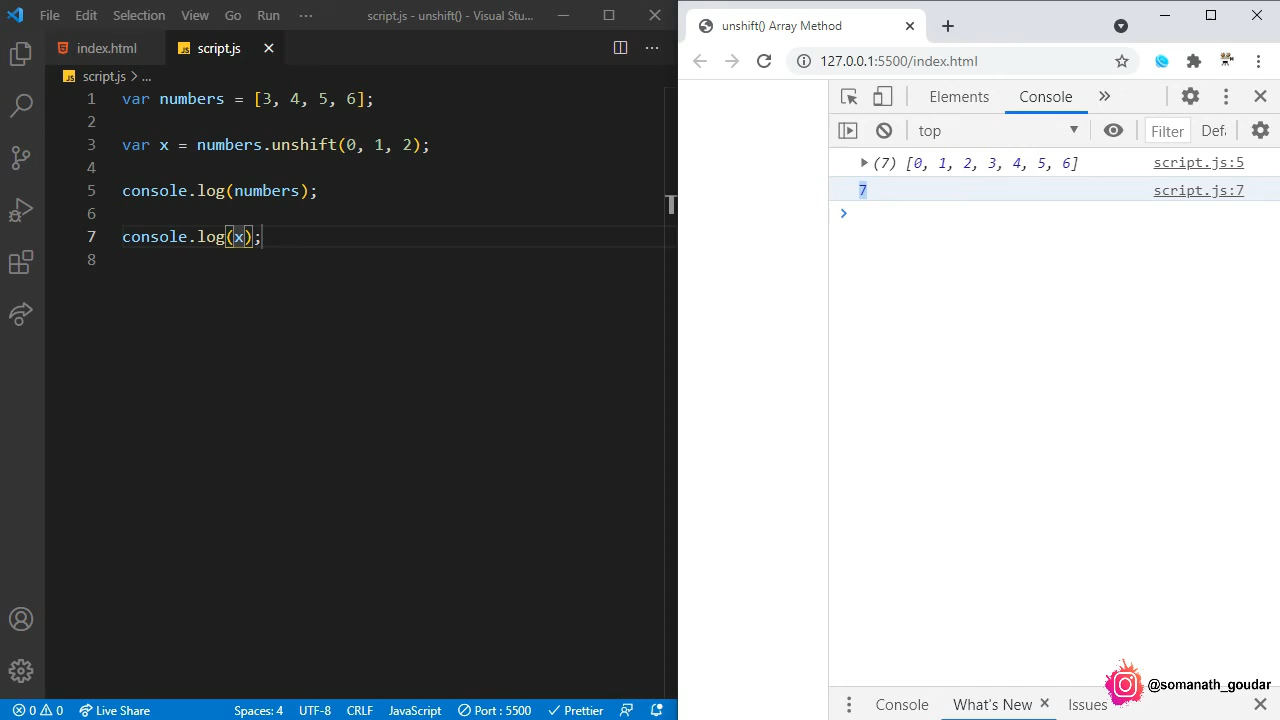 File Edit Selection View Go Run ··· script.js - unshift() - Visual Stu...
index.html script.js
script.js > ...
1 var numbers = [3, 4, 5, 6];
2
3 var x = numbers.unshift(0, 1, 2);
4
5 console.log(numbers);
6
7 console.log(x);
8
0 0 Live Share Spaces: 4 UTF-8 CRLF JavaScript Port : 5500 Prettier
unshift() Array Method
127.0.0.1:5500/index.html
Elements Console
top Filter Defa
(7) [0, 1, 2, 3, 4, 5, 6] script.js:5
7 script.js:7
@somanath_goudar
Console What's New Issues